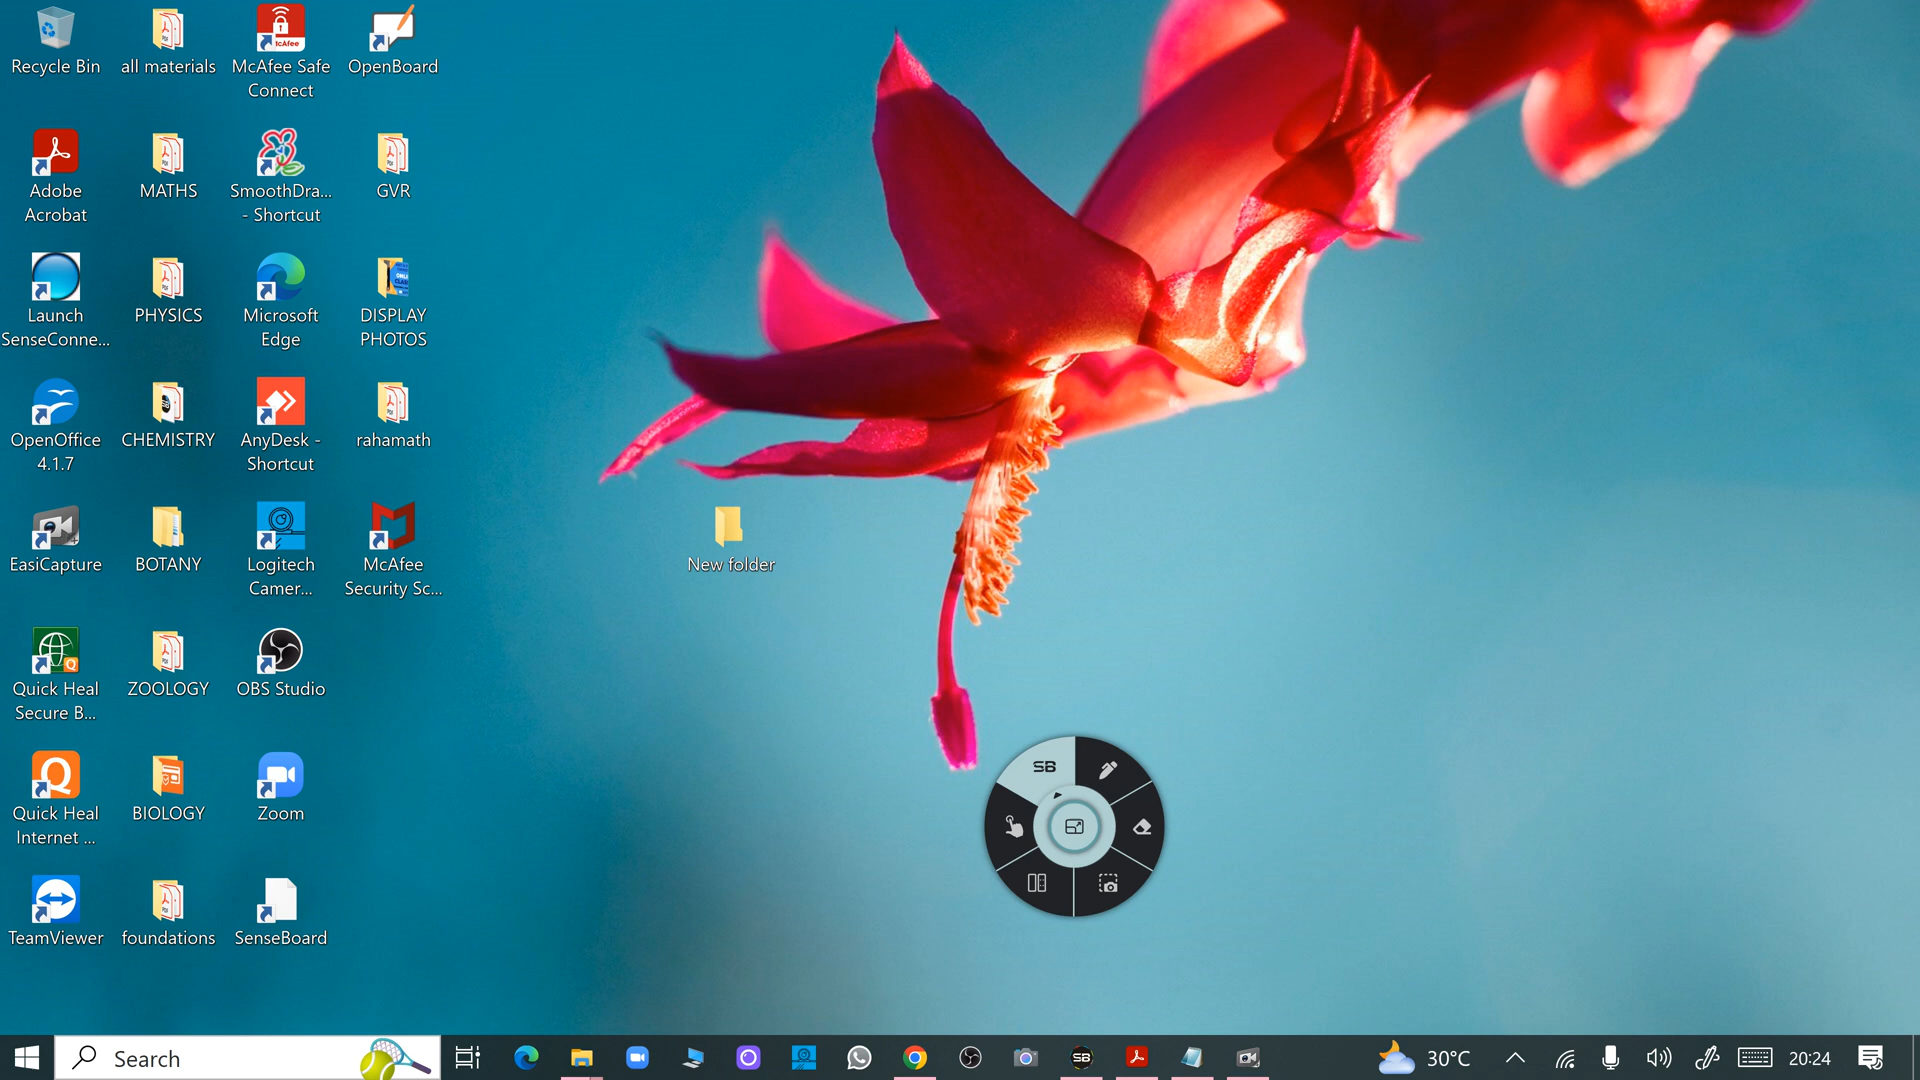 Recycle Bin
all materials
McAfee Safe
Connect
OpenBoard
Adobe
Acrobat
MATHS
SmoothDra...
- Shortcut
GVR
Launch
SenseConne...
PHYSICS
Microsoft
Edge
DISPLAY
PHOTOS
OpenOffice
4.1.7
CHEMISTRY
AnyDesk -
Shortcut
rahamath
EasiCapture
BOTANY
Logitech
Camer...
McAfee
Security Sc...
New folder
Quick Heal
Secure B...
ZOOLOGY
OBS Studio
SB
Quick Heal
Internet ...
BIOLOGY
Zoom
TeamViewer
foundations
SenseBoard
Search
SB
30°C
20:24